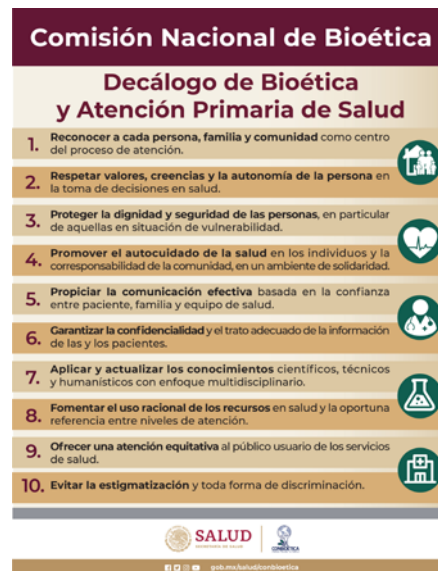 Comisión Nacional de Bioética
Decálogo de Bioética
y Atención Primaria de Salud
1. Reconocer a cada persona, familia y comunidad como centro
del proceso de atención.
2. Respetar valores, creencias y la autonomía de la persona en
la toma de decisiones en salud.
3. Proteger la dignidad y seguridad de las personas, en particular
de aquellas en situación de vulnerabilidad.
4. Promover el autocuidado de la salud en los individuos y la
corresponsabilidad de la comunidad, en un ambiente de solidaridad.
5. Propiciar la comunicación efectiva basada en la confianza
entre paciente, familia y equipo de salud.
6. Garantizar la confidencialidad y el trato adecuado de la información
de las y los pacientes.
7. Aplicar y actualizar los conocimientos científicos, técnicos
y humanísticos con enfoque multidisciplinario.
8. Fomentar el uso racional de los recursos en salud y la oportuna
referencia entre niveles de atención.
9. Ofrecer una atención equitativa al público usuario de los servicios
de salud.
10. Evitar la estigmatización y toda forma de discriminación.
SALUD
SECRETARÍA DE SALUD
CONBIOÉTICA
gob.mx/salud/conbioetica